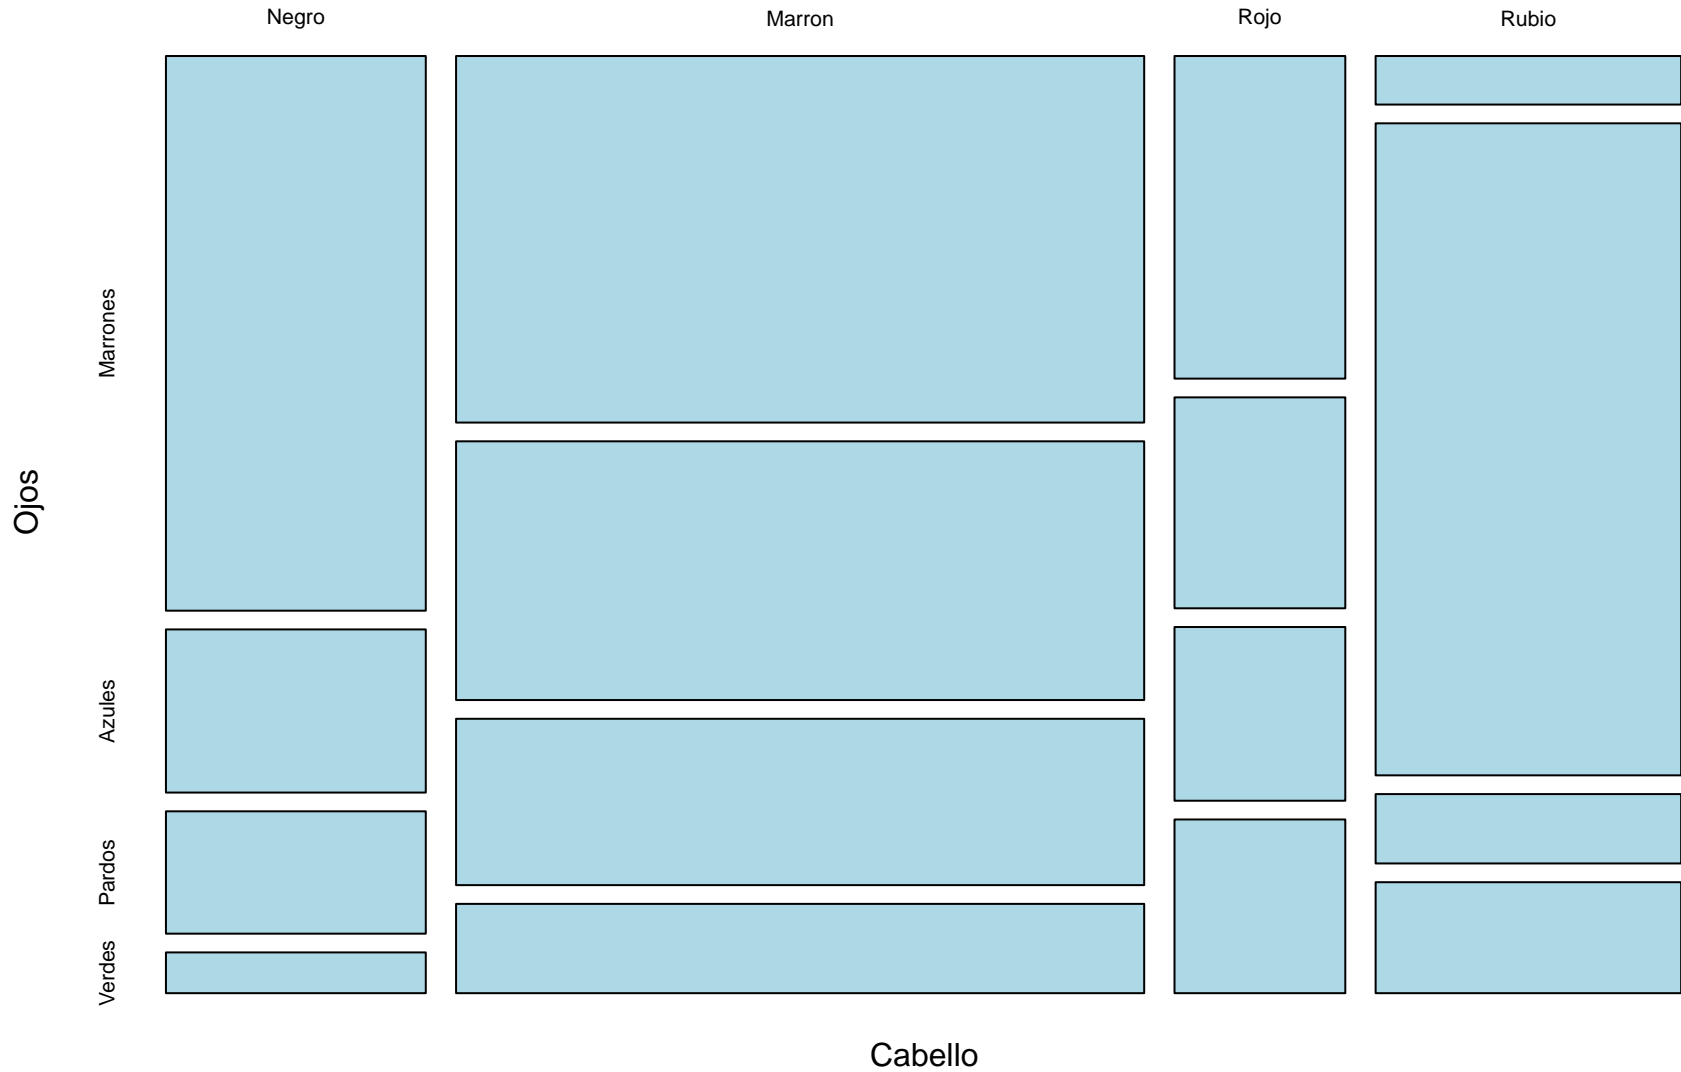 Negro
Marron
Rojo
Rubio
Ojos
Marrones
Azules
Pardos
Verdes
Cabello